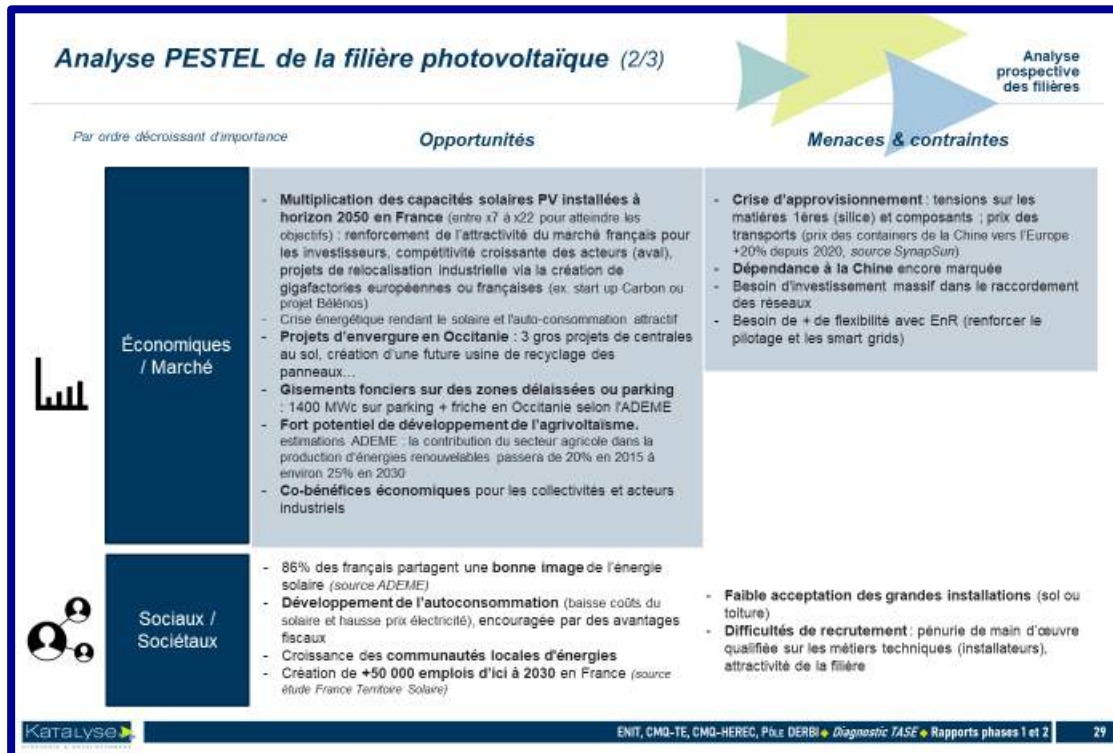 Analyse PESTEL de la filière photovoltaïque (2/3)
Analyse
prospective
des filières
Par ordre décroissant d'importance
Opportunités
Menaces & contraintes
Économiques
/ Marché
- Multiplication des capacités solaires PV installées à
horizon 2050 en France (entre x7 à x22 pour atteindre les
objectifs) : renforcement de l'attractivité du marché français pour
les investisseurs, compétitivité croissante des acteurs (aval),
projets de relocalisation industrielle via la création de
gigafactories européennes ou françaises (ex. start up Carbon ou
projet Bélénos)
- Crise énergétique rendant le solaire et l'auto-consommation attractif
- Projets d'envergure en Occitanie : 3 gros projets de centrales
au sol, création d'une future usine de recyclage des
panneaux...
- Gisements fonciers sur des zones délaissées ou parking
: 1400 MWc sur parking + friche en Occitanie selon l'ADEME
- Fort potentiel de développement de l'agrivoltaïsme.
estimations ADEME : la contribution du secteur agricole dans la
production d'énergies renouvelables passera de 20% en 2015 à
environ 25% en 2030
- Co-bénéfices économiques pour les collectivités et acteurs
industriels
- Crise d'approvisionnement : tensions sur les
matières 1ères (silice) et composants ; prix des
transports (prix des containers de la Chine vers l'Europe
+20% depuis 2020, source SynapSun)
- Dépendance à la Chine encore marquée
- Besoin d'investissement massif dans le raccordement
des réseaux
- Besoin de + de flexibilité avec EnR (renforcer le
pilotage et les smart grids)
Sociaux /
Sociétaux
- 86% des français partagent une bonne image de l'énergie
solaire (source ADEME)
- Développement de l'autoconsommation (baisse coûts du
solaire et hausse prix électricité), encouragée par des avantages
fiscaux
- Croissance des communautés locales d'énergies
- Création de +50 000 emplois d'ici à 2030 en France (source
étude France Territoire Solaire)
- Faible acceptation des grandes installations (sol ou
toiture)
- Difficultés de recrutement : pénurie de main d'œuvre
qualifiée sur les métiers techniques (installateurs),
attractivité de la filière
Katalyse
ENIT, CMQ-TE, CMQ-HEREC, Pôle DERBI ◆ Diagnostic TASE ◆ Rapports phases 1 et 2 29